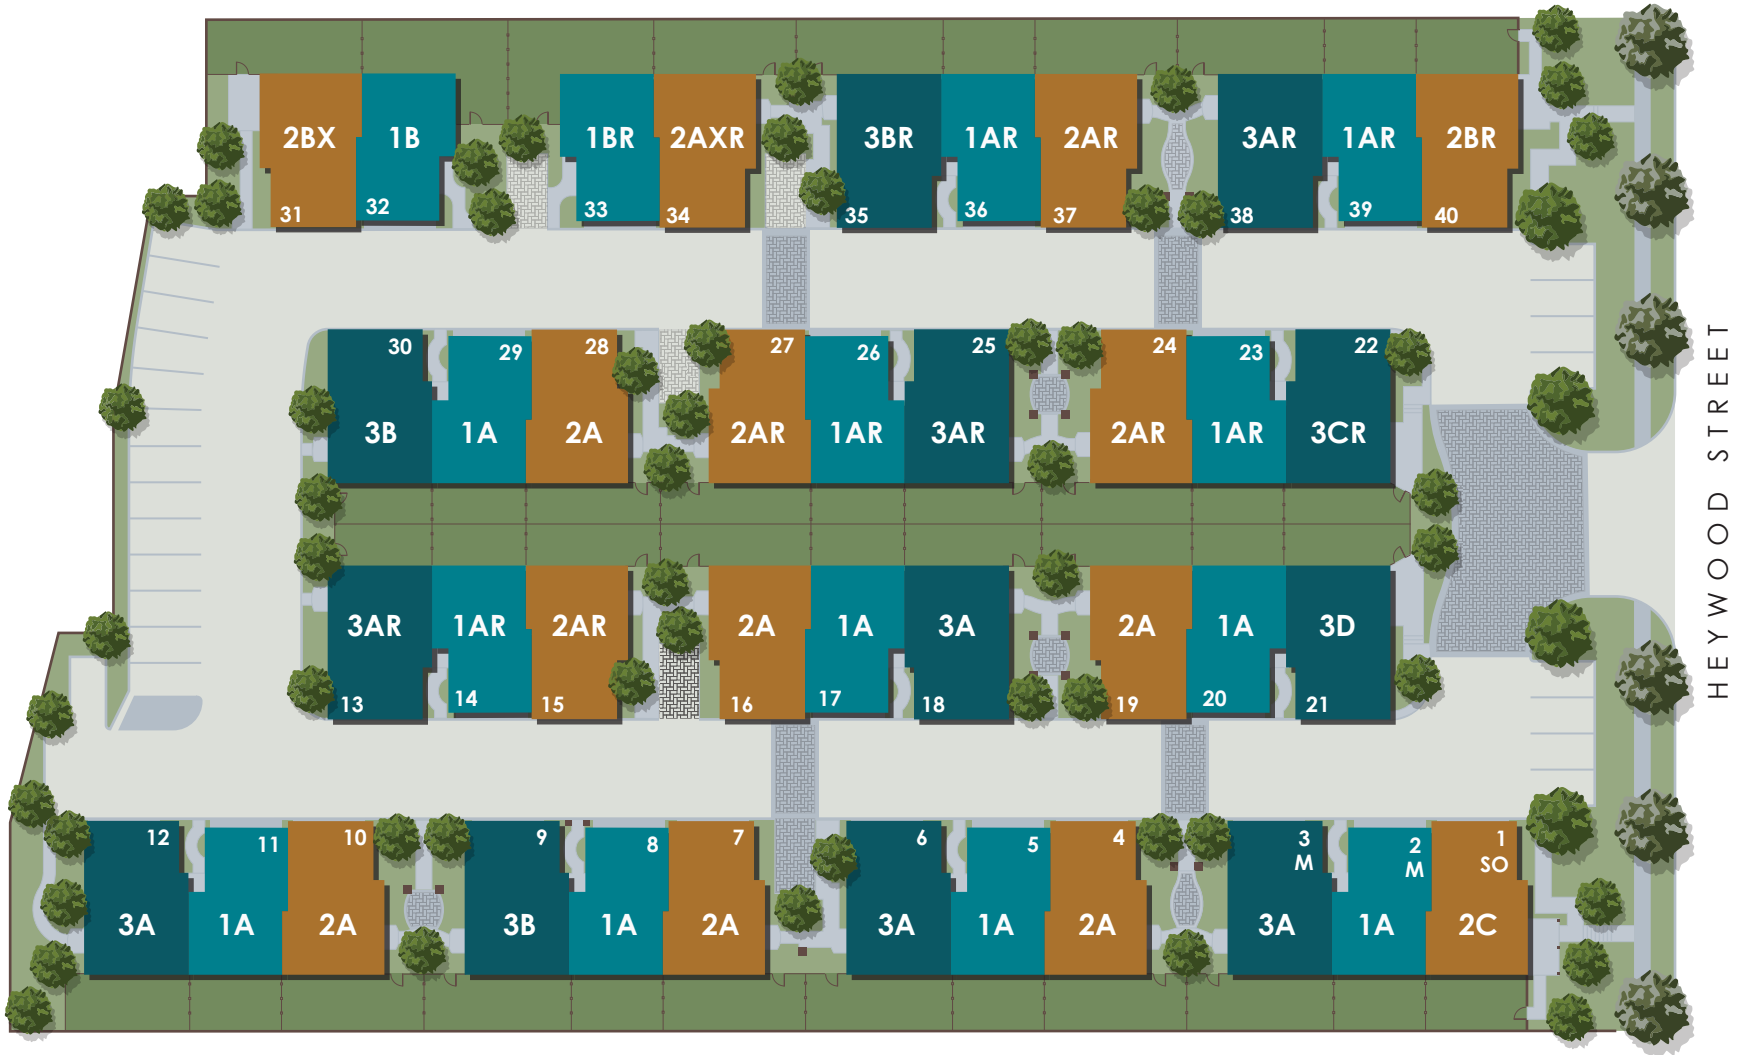 2BX 1B 1BR 2AXR 3BR 1AR 2AR 3AR 1AR 2BR
31 32 33 34 35 36 37 38 39 40
30 29 28 27 26 25 24 23 22
3B 1A 2A 2AR 1AR 3AR 2AR 1AR 3CR
3AR 1AR 2AR 2A 1A 3A 2A 1A 3D
13 14 15 16 17 18 19 20 21
12 11 10 9 8 7 6 5 4 3 2 1
M M SO
3A 1A 2A 3B 1A 2A 3A 1A 2A 3A 1A 2C
HEYWOOD STREET